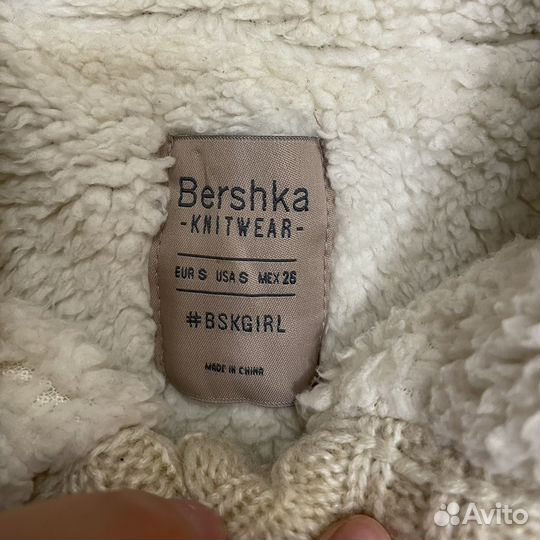 Bershka
-KNITWEAR-
EUR S USA S MEX 26
#BSKGIRL
MADE IN CHINA
Avito